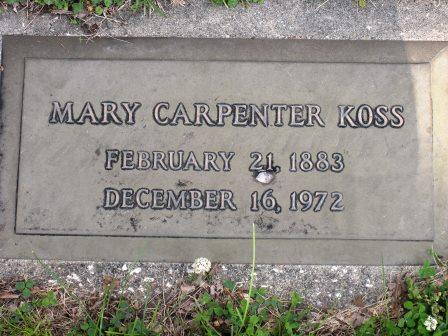 MARY CARPENTER KOSS
FEBRUARY 21, 1883
DECEMBER 16, 1972